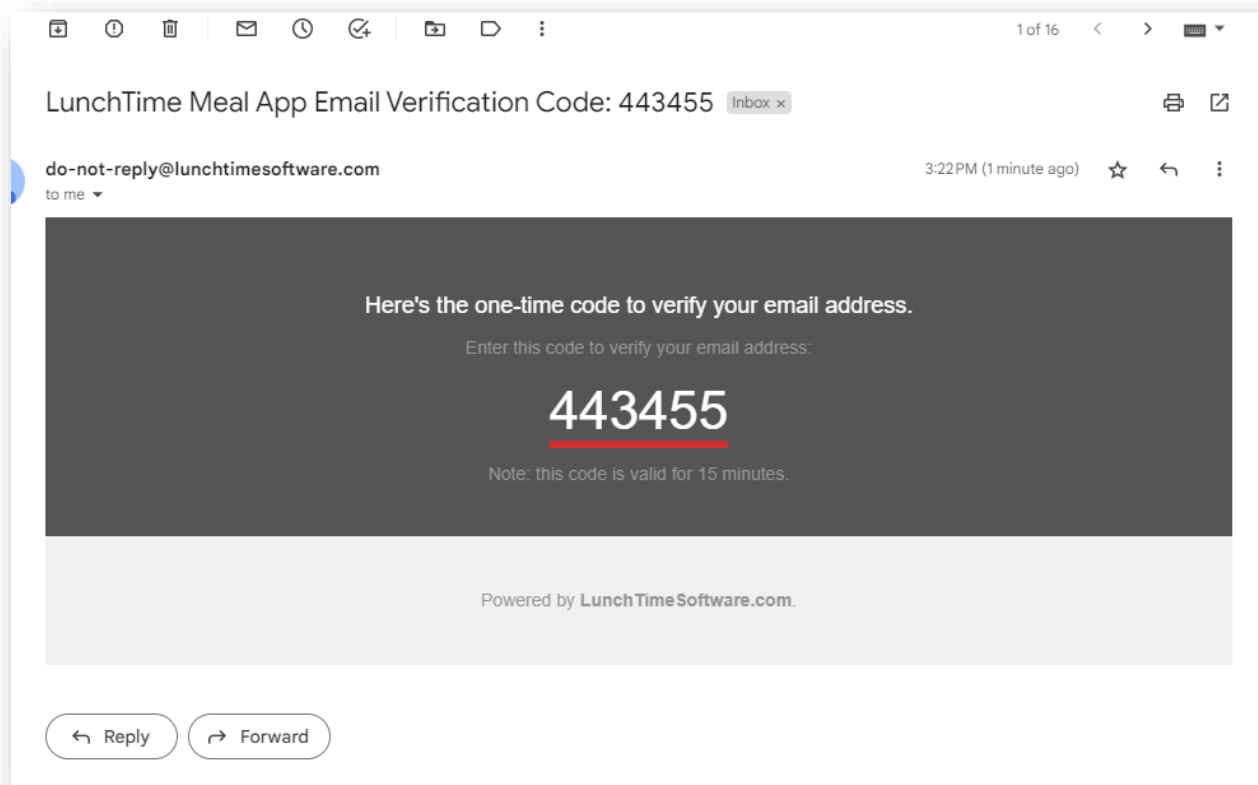 1 of 16
LunchTime Meal App Email Verification Code: 443455 Inbox ×
do-not-reply@lunchtimesoftware.com 3:22 PM (1 minute ago)
to me
Here's the one-time code to verify your email address.
Enter this code to verify your email address:
443455
Note: this code is valid for 15 minutes.
Powered by LunchTimeSoftware.com.
Reply Forward